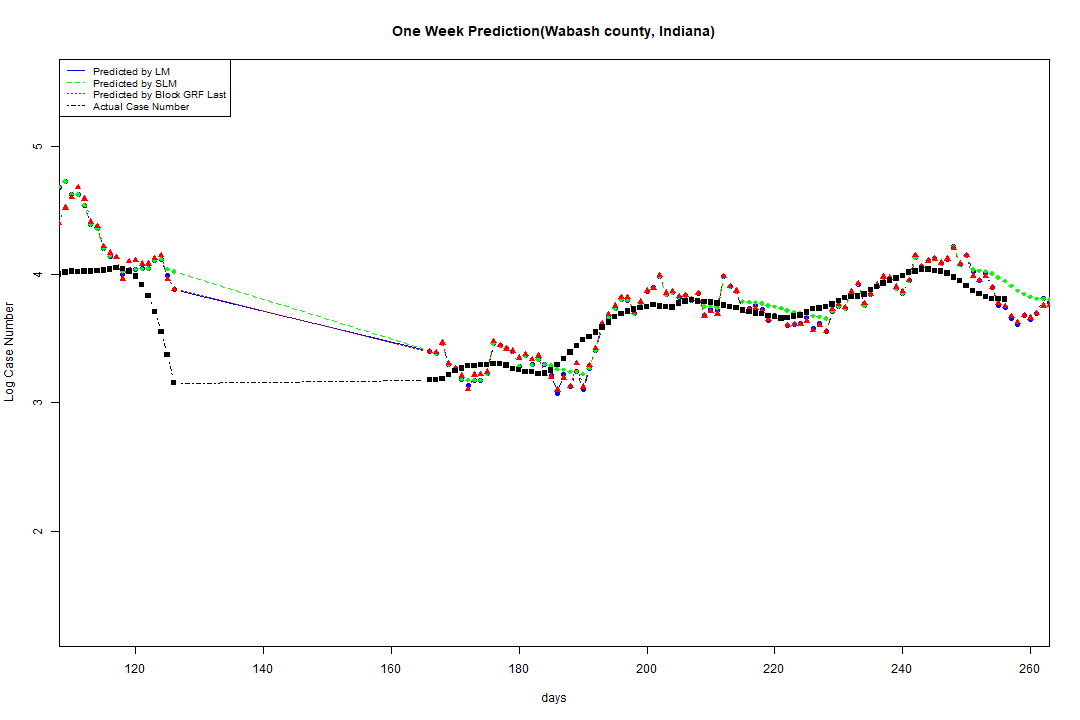 One Week Prediction(Wabash county, Indiana)
Predicted by LM
Predicted by SLM
Predicted by Block GRF Last
Actual Case Number
5
4
3
2
Log Case Number
120 140 160 180 200 220 240 260
days